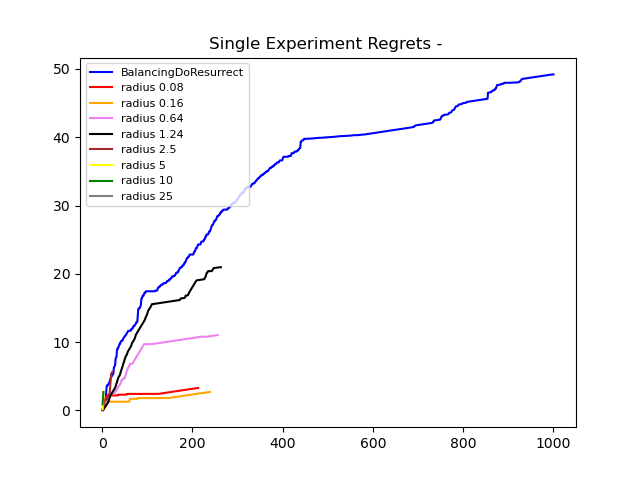 Single Experiment Regrets -
BalancingDoResurrect
radius 0.08
radius 0.16
radius 0.64
radius 1.24
radius 2.5
radius 5
radius 10
radius 25
50
40
30
20
10
0
0 200 400 600 800 1000